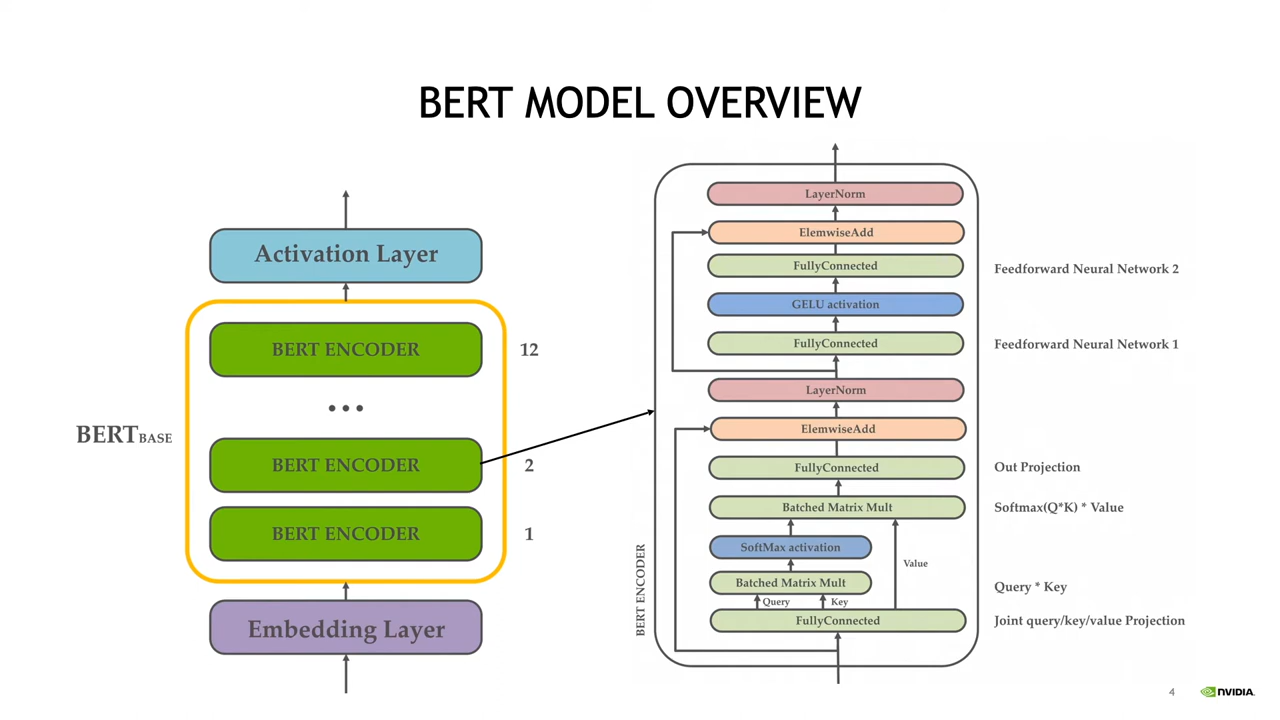 BERT MODEL OVERVIEW
Activation Layer
BERT ENCODER
12
...
BERT ENCODER
2
BERT ENCODER
1
BERTBASE
Embedding Layer
LayerNorm
ElemwiseAdd
FullyConnected
Feedforward Neural Network 2
GELU activation
FullyConnected
Feedforward Neural Network 1
LayerNorm
ElemwiseAdd
FullyConnected
Out Projection
Batched Matrix Mult
Softmax(Q*K) * Value
SoftMax activation
Value
Batched Matrix Mult
Query * Key
Query
Key
FullyConnected
Joint query/key/value Projection
BERT ENCODER
4
NVIDIA.